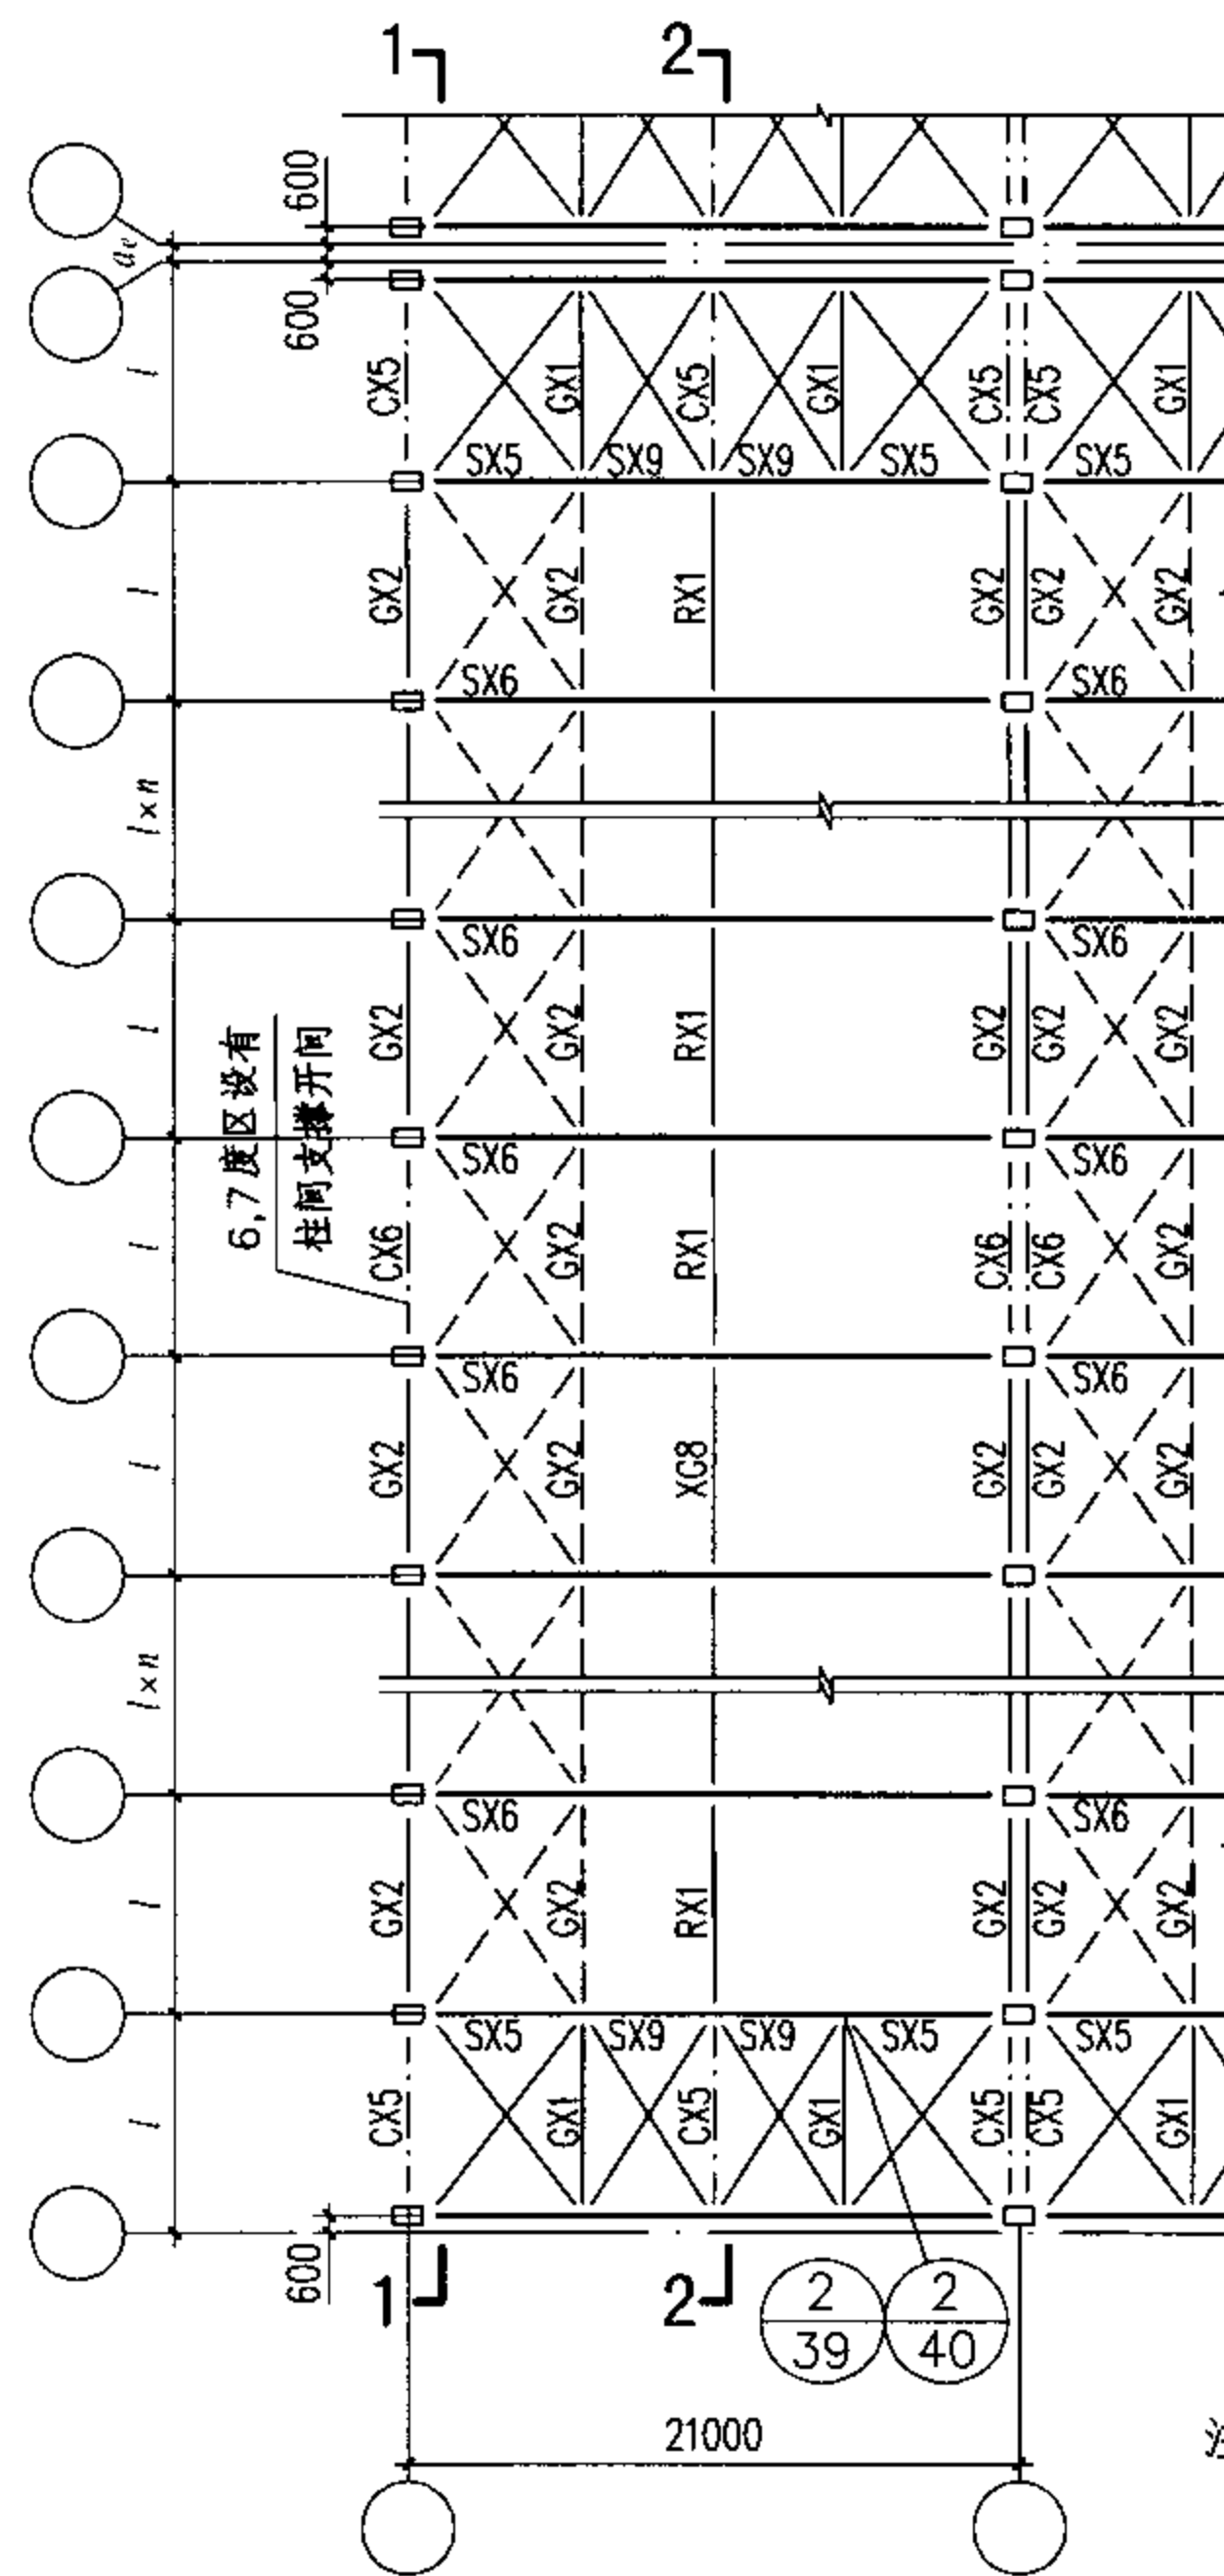 1 2
600
ae
600
l
CX5 GX1 CX5 GX1 CX5 CX5 GX1
SX5 SX9 SX9 SX5 SX5
l
GX2 GX2 RX1 GX2 GX2 GX2
SX6 SX6
l×n
SX6 SX6
l
GX2 GX2 RX1 GX2 GX2 GX2
6,7度区设有
柱间支撑开间
SX6 SX6
l
CX6 GX2 RX1 CX6 CX6 GX2
SX6 SX6
l
GX2 GX2 XG8 GX2 GX2 GX2
l×n
SX6 SX6
l
GX2 GX2 RX1 GX2 GX2 GX2
SX5 SX9 SX9 SX5 SX5
l
CX5 GX1 CX5 GX1 CX5 CX5 GX1
600
1 2
2 2
39 40
21000